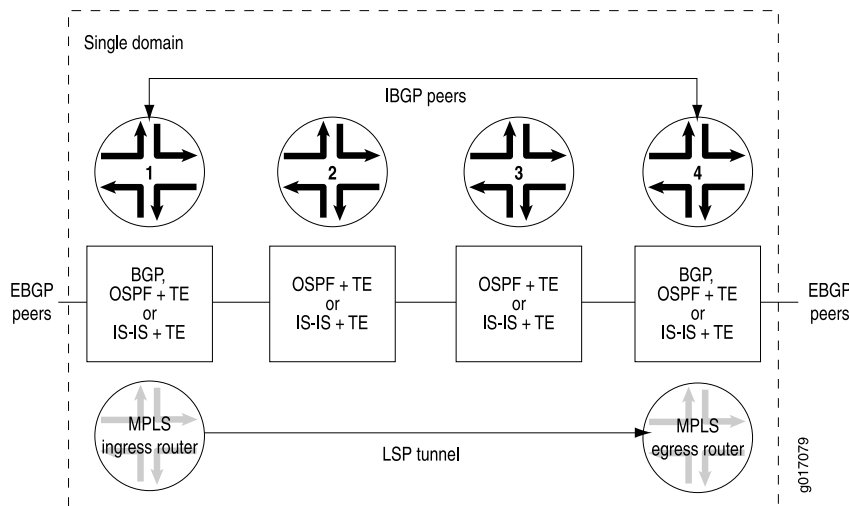 Single domain
IBGP peers
1
2
3
4
EBGP
peers
BGP,
OSPF + TE
or
IS-IS + TE
OSPF + TE
or
IS-IS + TE
OSPF + TE
or
IS-IS + TE
BGP,
OSPF + TE
or
IS-IS + TE
EBGP
peers
MPLS
ingress router
LSP tunnel
MPLS
egress router
g017079